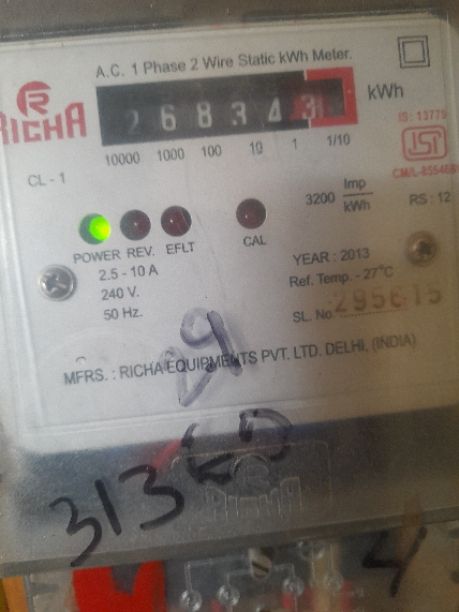 A.C. 1 Phase 2 Wire Static kWh Meter.
RICHA
2 6 8 3 4 3
kWh
10000 1000 100 10 1 1/10
IS: 13779
CL - 1
3200 Imp/kWh
RS : 12
POWER REV. EFLT
CAL
2.5 - 10 A
240 V.
50 Hz.
YEAR : 2013
Ref. Temp. - 27°C
SL. No.
MFRS. : RICHA EQUIPMENTS PVT. LTD. DELHI, (INDIA)
313
RICHA